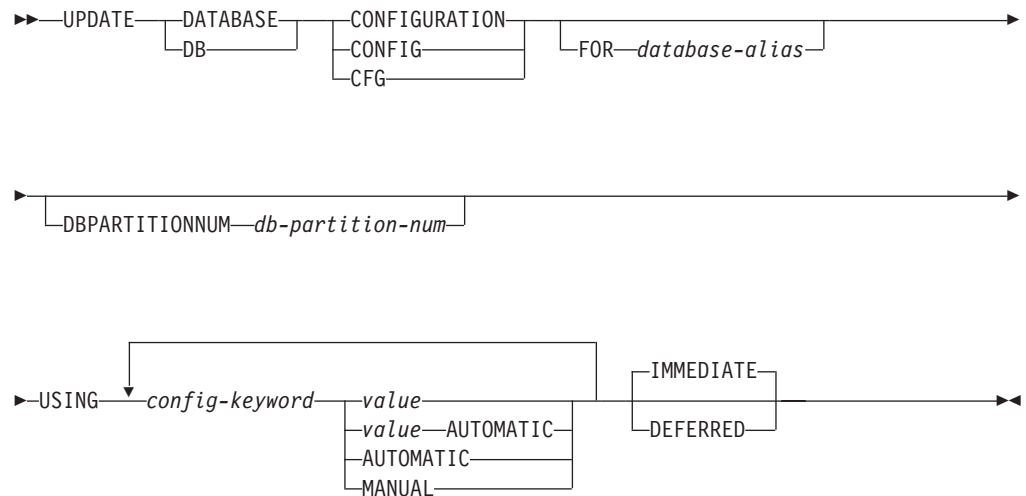 UPDATE DATABASE CONFIGURATION
DB CONFIG FOR database-alias
CFG
DBPARTITIONNUM db-partition-num
IMMEDIATE
USING config-keyword value
value AUTOMATIC DEFERRED
AUTOMATIC
MANUAL